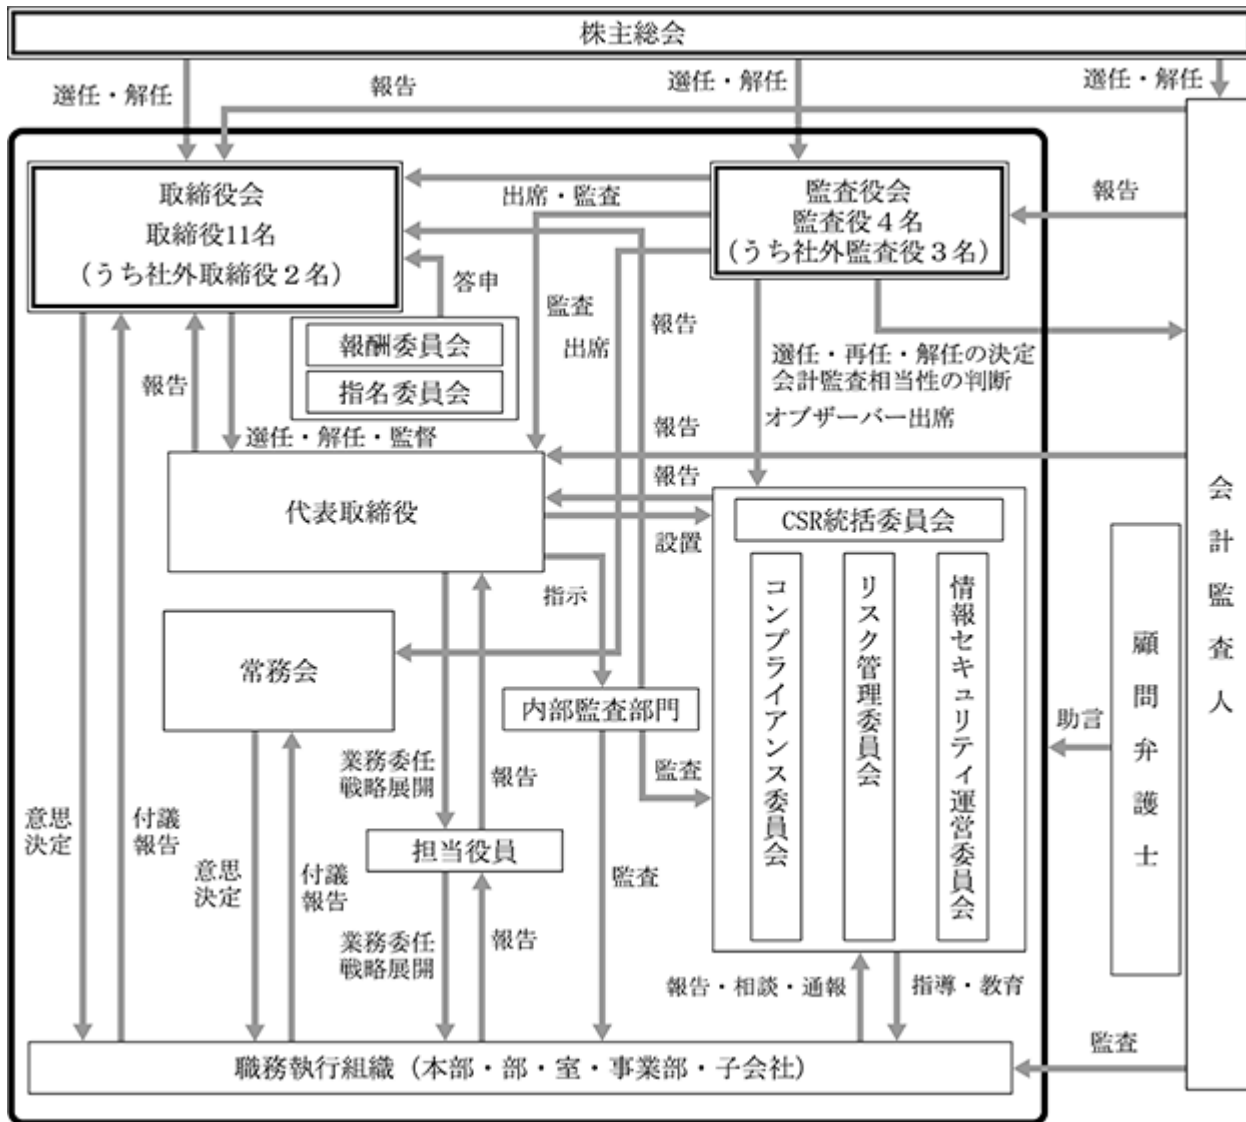 株主総会
選任・解任
報告
選任・解任
選任・解任
取締役会
取締役11名
(うち社外取締役2名)
出席・監査
監査役会
監査役4名
(うち社外監査役3名)
報告
答申
報酬委員会
指名委員会
監査
出席
報告
選任・再任・解任の決定
会計監査相当性の判断
オブザーバー出席
報告
選任・解任・監督
報告
代表取締役
報告
設置
指示
CSR統括委員会
コンプライアンス委員会
リスク管理委員会
情報セキュリティ運営委員会
会計監査人
顧問弁護士
助言
常務会
内部監査部門
監査
業務委任
戦略展開
報告
担当役員
意思
決定
付議
報告
意思
決定
付議
報告
業務委任
戦略展開
報告
監査
報告・相談・通報
指導・教育
職務執行組織(本部・部・室・事業部・子会社)
監査